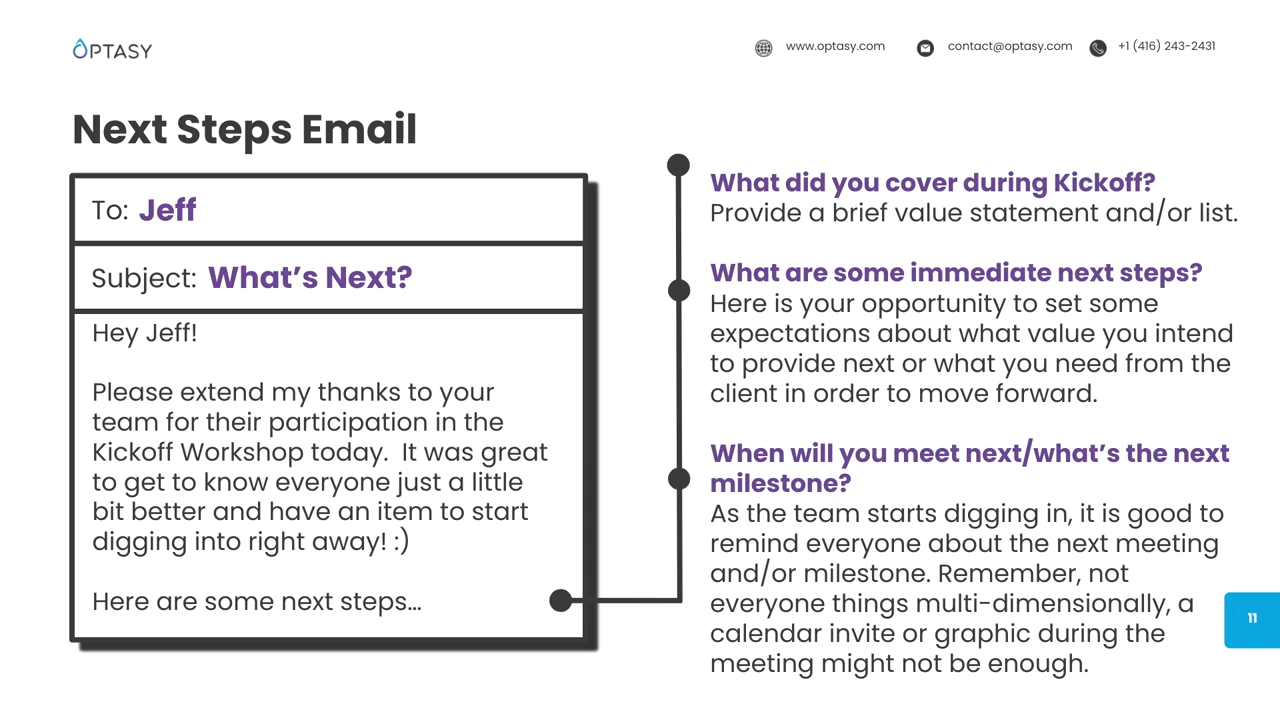 OPTASY
www.optasy.com
contact@optasy.com
+1 (416) 243-2431
Next Steps Email
To: Jeff
Subject: What's Next?
Hey Jeff!
Please extend my thanks to your
team for their participation in the
Kickoff Workshop today.  It was great
to get to know everyone just a little
bit better and have an item to start
digging into right away! :)
Here are some next steps...
What did you cover during Kickoff?
Provide a brief value statement and/or list.
What are some immediate next steps?
Here is your opportunity to set some
expectations about what value you intend
to provide next or what you need from the
client in order to move forward.
When will you meet next/what's the next
milestone?
As the team starts digging in, it is good to
remind everyone about the next meeting
and/or milestone. Remember, not
everyone things multi-dimensionally, a
calendar invite or graphic during the
meeting might not be enough.
11